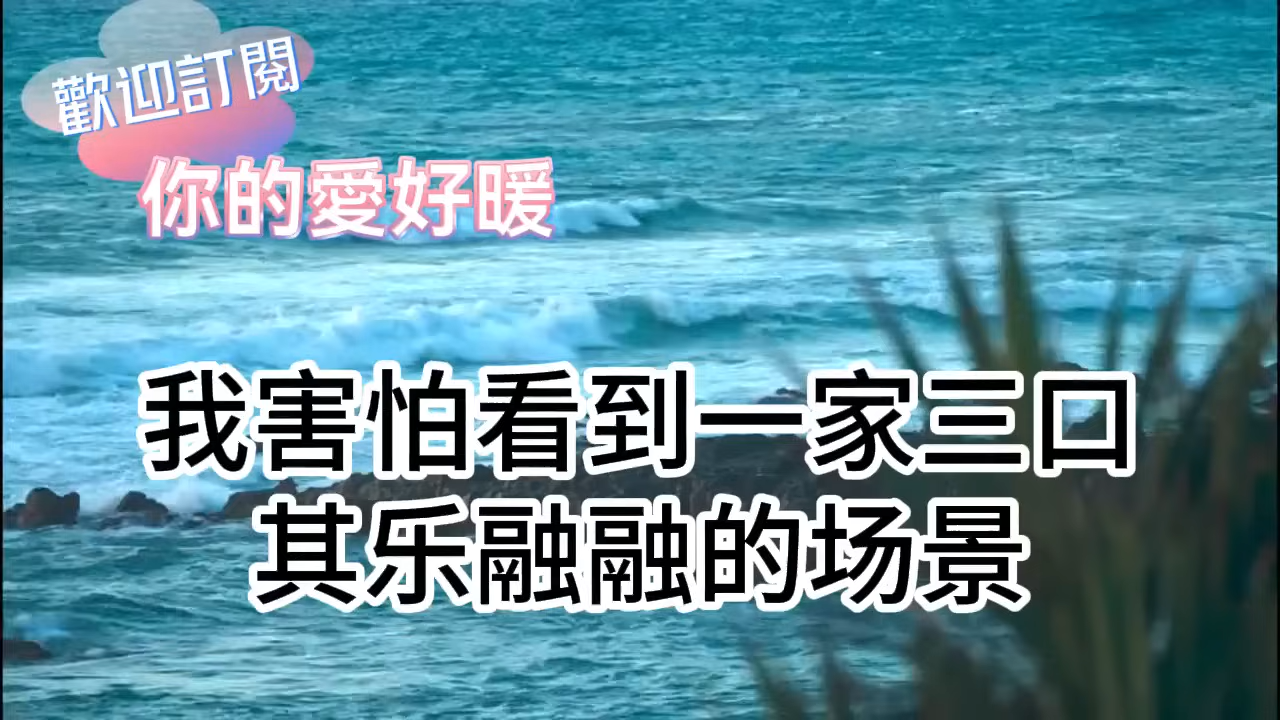 歡迎訂閱
你的愛好暖
我害怕看到一家三口
其乐融融的场景